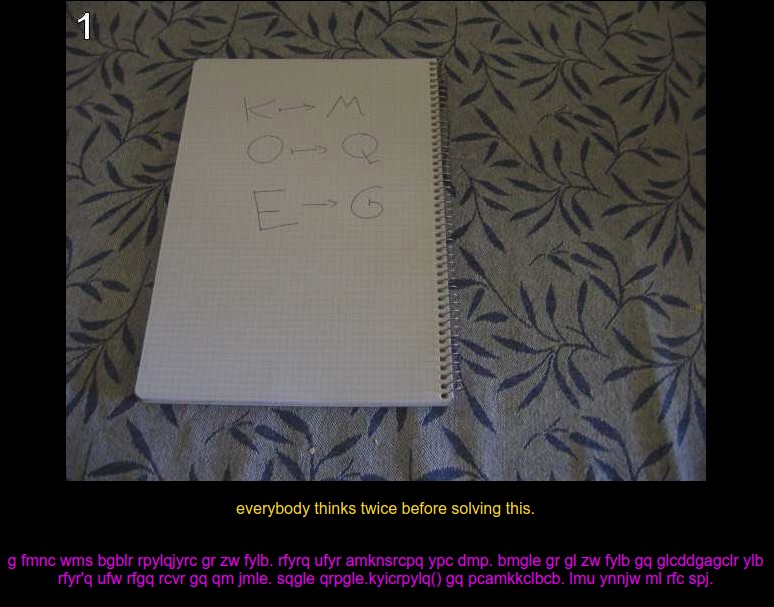 1
K → M
O → Q
E → G
everybody thinks twice before solving this.
g fmnc wms bgblr rpylqjyrc gr zw fylb. rfyrq ufyr amknsrcpq ypc dmp. bmgle gr gl zw fylb gq glcddgagclr ylb
rfyr'q ufw rfgq rcvr gq qm jmle. sqgle qrpgle.kyicrpylq() gq pcamkkclbcb. lmu ynnjw ml rfc spj.